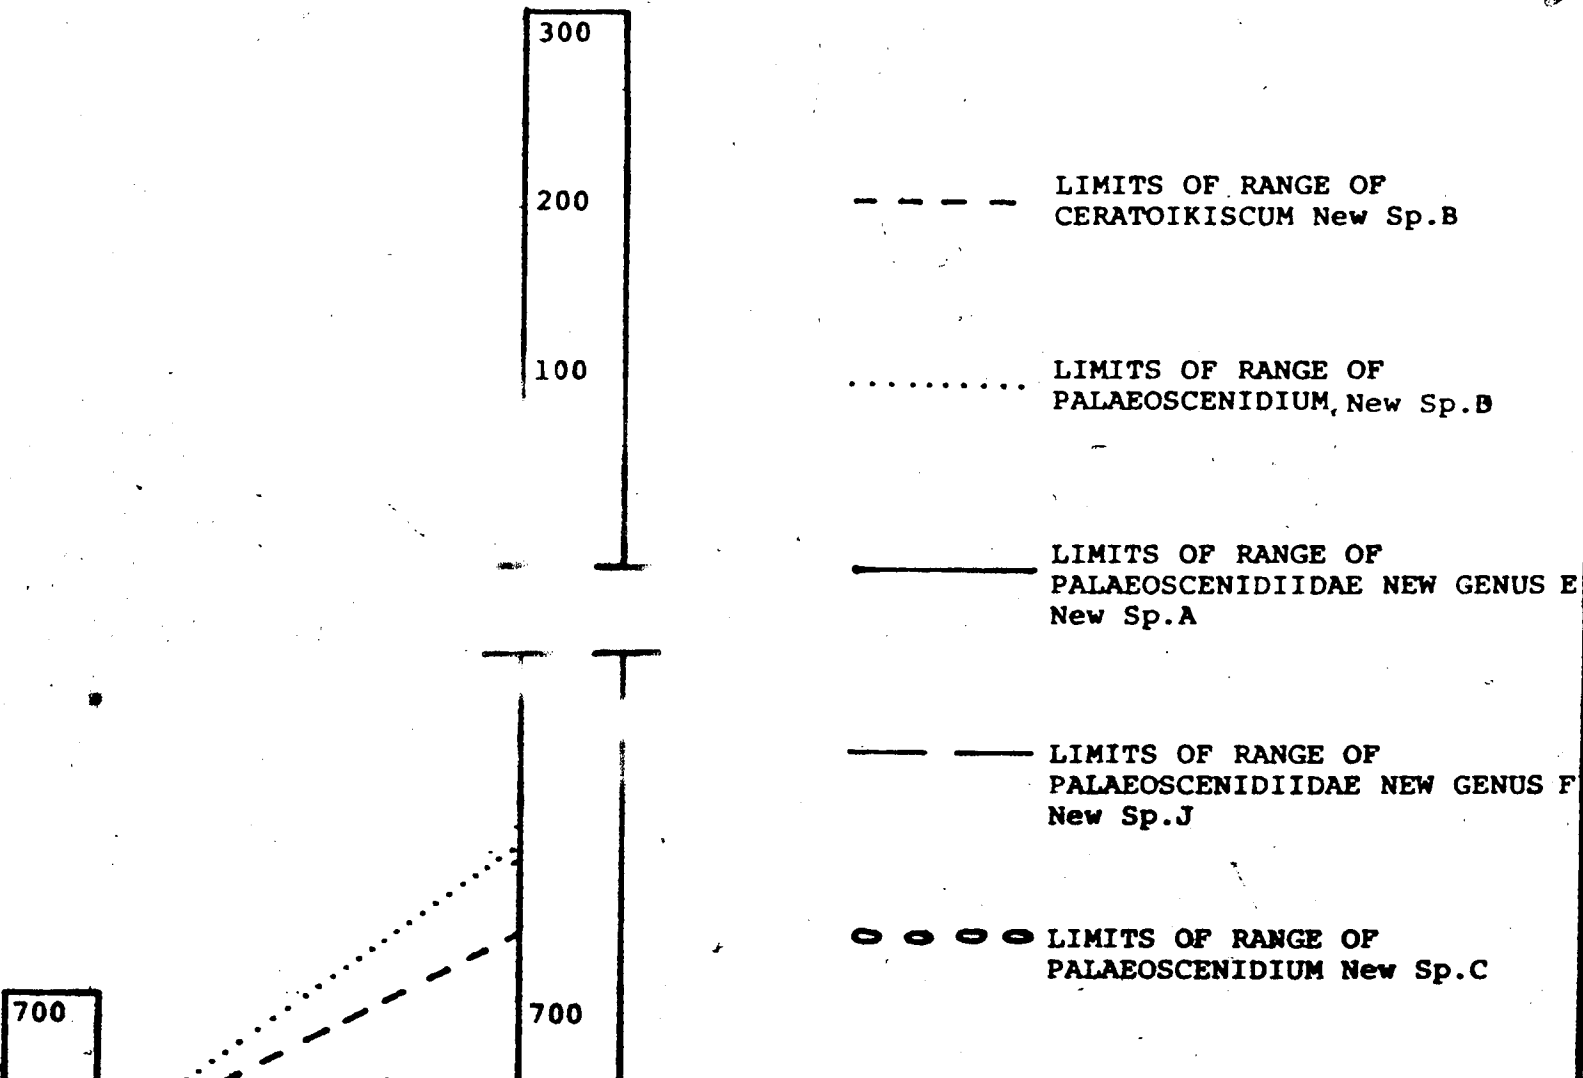 300
200
100
700
700
LIMITS OF RANGE OF
CERATOIKISCUM New Sp.B
LIMITS OF RANGE OF
PALAEOSCENIDIUM, New Sp.B
LIMITS OF RANGE OF
PALAEOSCENIDIIDAE NEW GENUS E
New Sp.A
LIMITS OF RANGE OF
PALAEOSCENIDIIDAE NEW GENUS F
New Sp.J
LIMITS OF RANGE OF
PALAEOSCENIDIUM New Sp.C